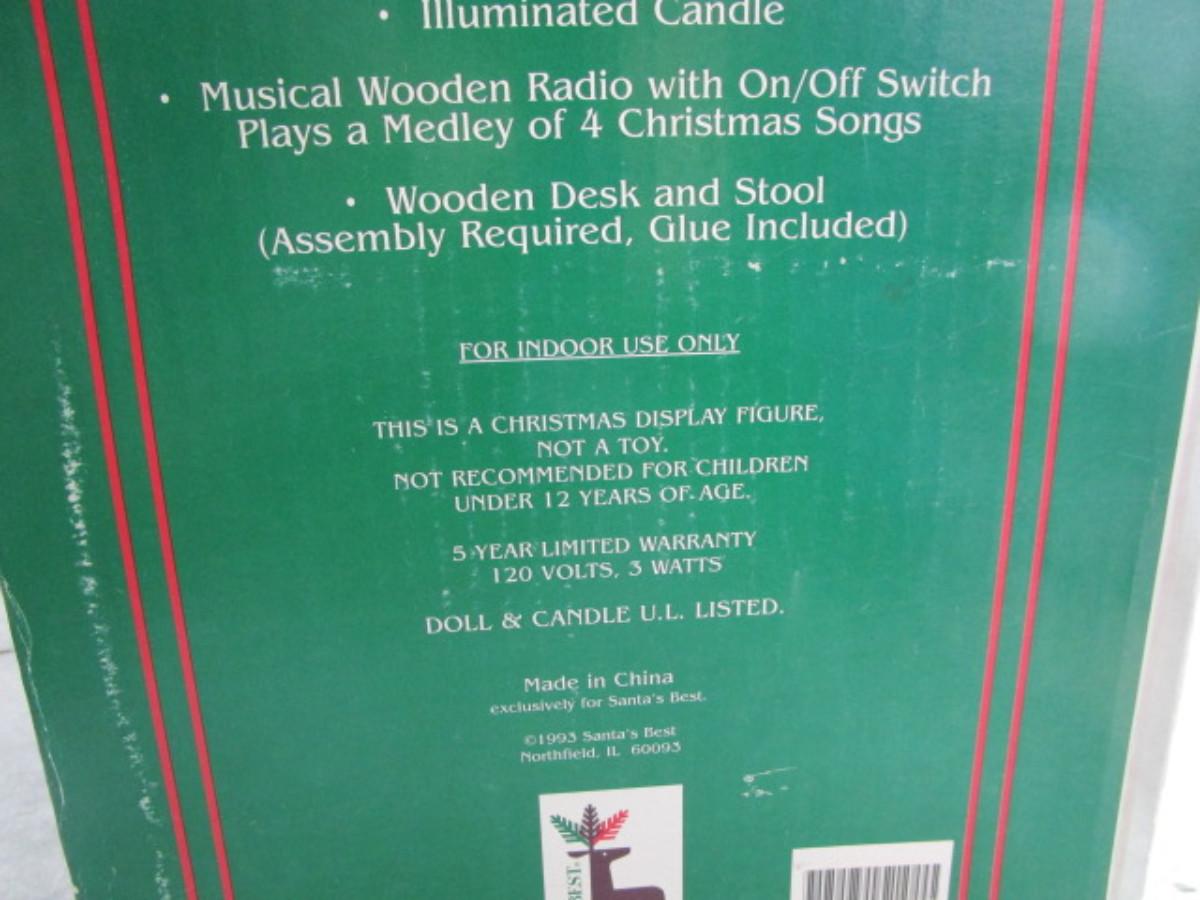 • Illuminated Candle
• Musical Wooden Radio with On/Off Switch
Plays a Medley of 4 Christmas Songs
• Wooden Desk and Stool
(Assembly Required, Glue Included)
FOR INDOOR USE ONLY
THIS IS A CHRISTMAS DISPLAY FIGURE,
NOT A TOY.
NOT RECOMMENDED FOR CHILDREN
UNDER 12 YEARS OF AGE.
5 YEAR LIMITED WARRANTY
120 VOLTS, 3 WATTS
DOLL & CANDLE U.L. LISTED.
Made in China
exclusively for Santa's Best.
©1993 Santa's Best
Northfield, IL 60093
BEST